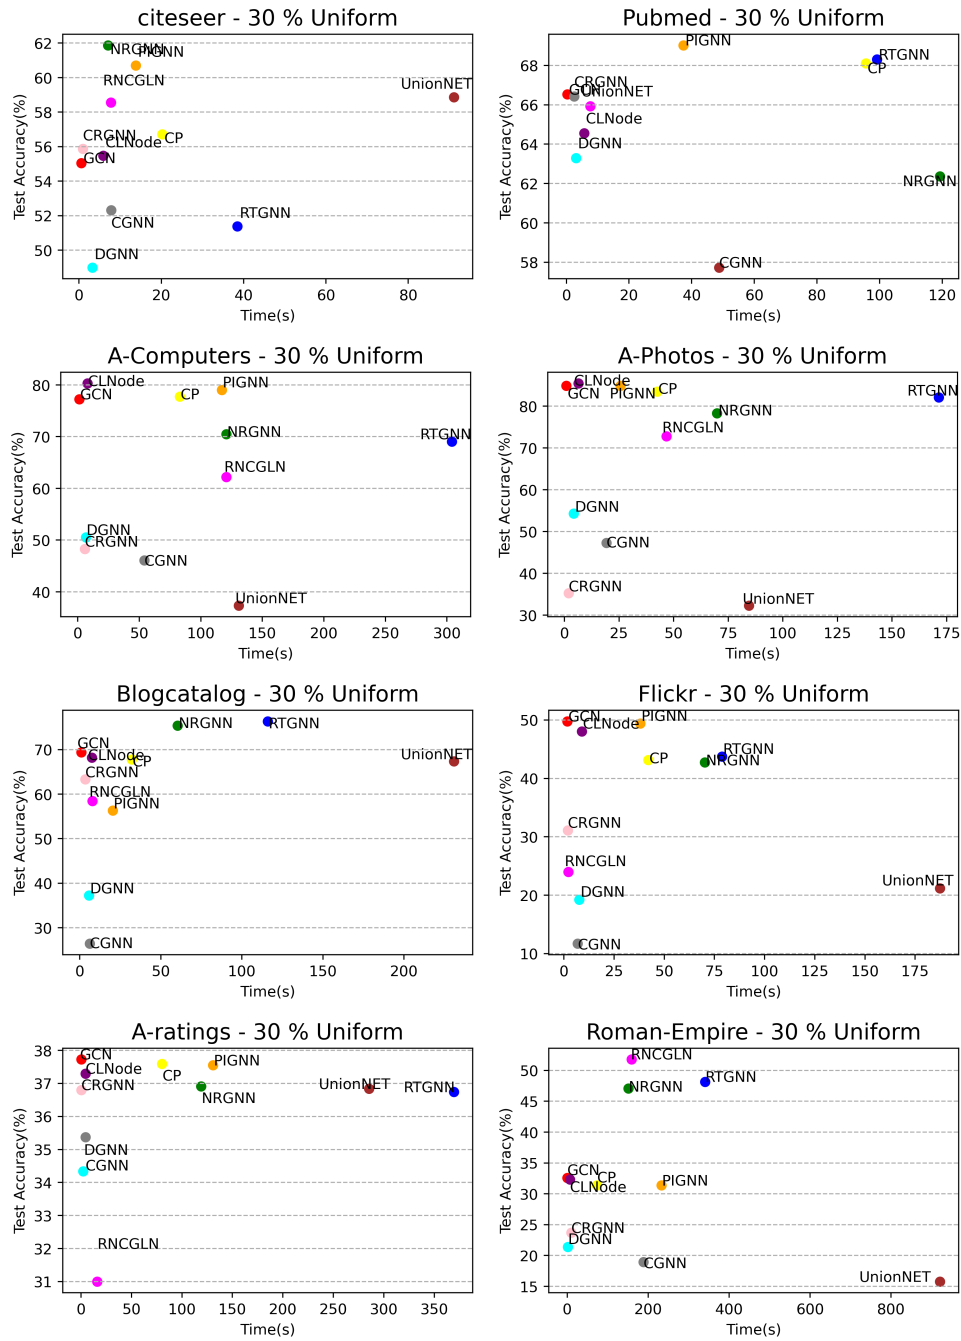 citeseer - 30 % Uniform
Test Accuracy(%)
62
60
58
56
54
52
50
NRGNN
PIGNN
RNCGLN
UnionNET
CRGNN
CLNode
CP
GCN
CGNN
RTGNN
DGNN
0 20 40 60 80
Time(s)
Pubmed - 30 % Uniform
Test Accuracy(%)
68
66
64
62
60
58
PIGNN
RTGNN
CP
CRGNN
GCN
UnionNET
CLNode
DGNN
NRGNN
CGNN
0 20 40 60 80 100 120
Time(s)
A-Computers - 30 % Uniform
Test Accuracy(%)
80
70
60
50
40
CLNode
PIGNN
GCN
CP
NRGNN
RTGNN
RNCGLN
DGNN
CRGNN
CGNN
UnionNET
0 50 100 150 200 250 300
Time(s)
A-Photos - 30 % Uniform
Test Accuracy(%)
80
70
60
50
40
30
CLNode
GCN
PIGNN
CP
RTGNN
NRGNN
RNCGLN
DGNN
CGNN
CRGNN
UnionNET
0 25 50 75 100 125 150 175
Time(s)
Blogcatalog - 30 % Uniform
Test Accuracy(%)
70
60
50
40
30
NRGNN
RTGNN
GCN
CLNode
CP
UnionNET
CRGNN
RNCGLN
PIGNN
DGNN
CGNN
0 50 100 150 200
Time(s)
Flickr - 30 % Uniform
Test Accuracy(%)
50
40
30
20
10
GCN
PIGNN
CLNode
RTGNN
CP
NRGNN
CRGNN
RNCGLN
UnionNET
DGNN
CGNN
0 25 50 75 100 125 150 175
Time(s)
A-ratings - 30 % Uniform
Test Accuracy(%)
38
37
36
35
34
33
32
31
GCN
PIGNN
CLNode
CP
CRGNN
UnionNET
RTGNN
NRGNN
DGNN
CGNN
RNCGLN
0 50 100 150 200 250 300 350
Time(s)
Roman-Empire - 30 % Uniform
Test Accuracy(%)
50
45
40
35
30
25
20
15
RNCGLN
RTGNN
NRGNN
GCN
CP
CLNode
PIGNN
CRGNN
DGNN
CGNN
UnionNET
0 200 400 600 800
Time(s)